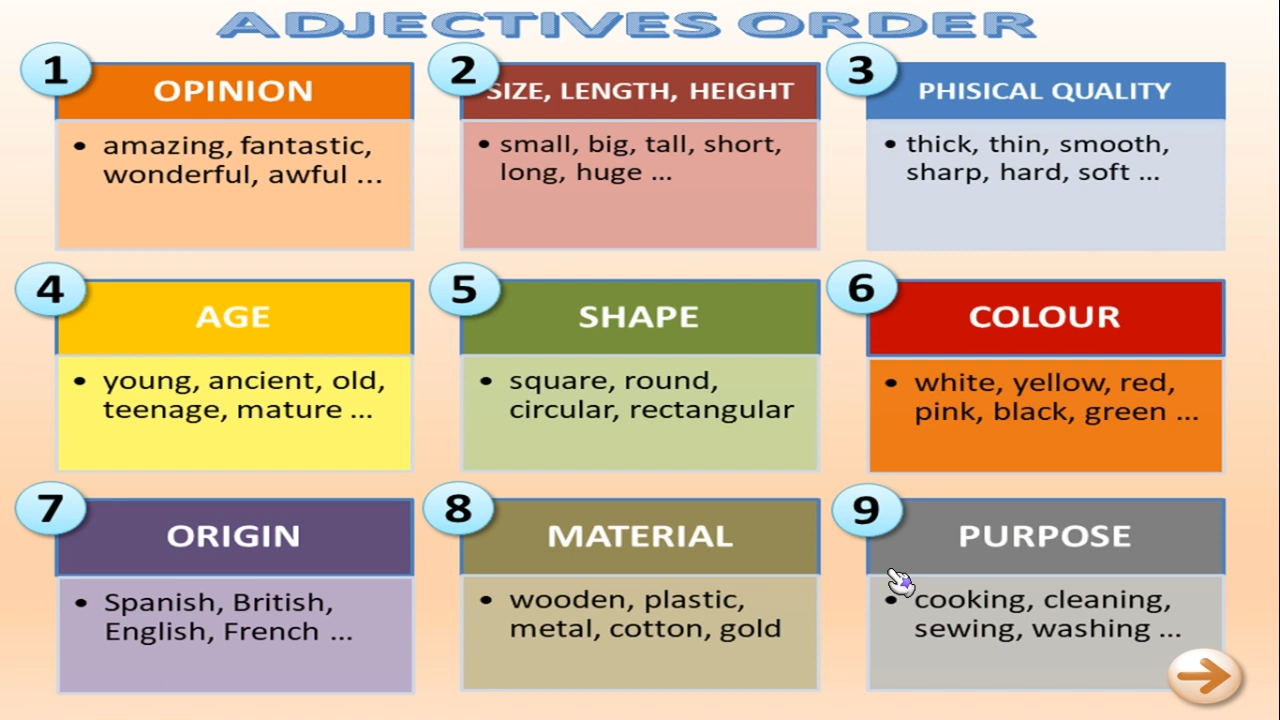 ADJECTIVES ORDER
1
OPINION
• amazing, fantastic,
wonderful, awful ...
2
SIZE, LENGTH, HEIGHT
• small, big, tall, short,
long, huge ...
3
PHISICAL QUALITY
• thick, thin, smooth,
sharp, hard, soft ...
4
AGE
• young, ancient, old,
teenage, mature ...
5
SHAPE
• square, round,
circular, rectangular
6
COLOUR
• white, yellow, red,
pink, black, green ...
7
ORIGIN
• Spanish, British,
English, French ...
8
MATERIAL
• wooden, plastic,
metal, cotton, gold
9
PURPOSE
• cooking, cleaning,
sewing, washing ...